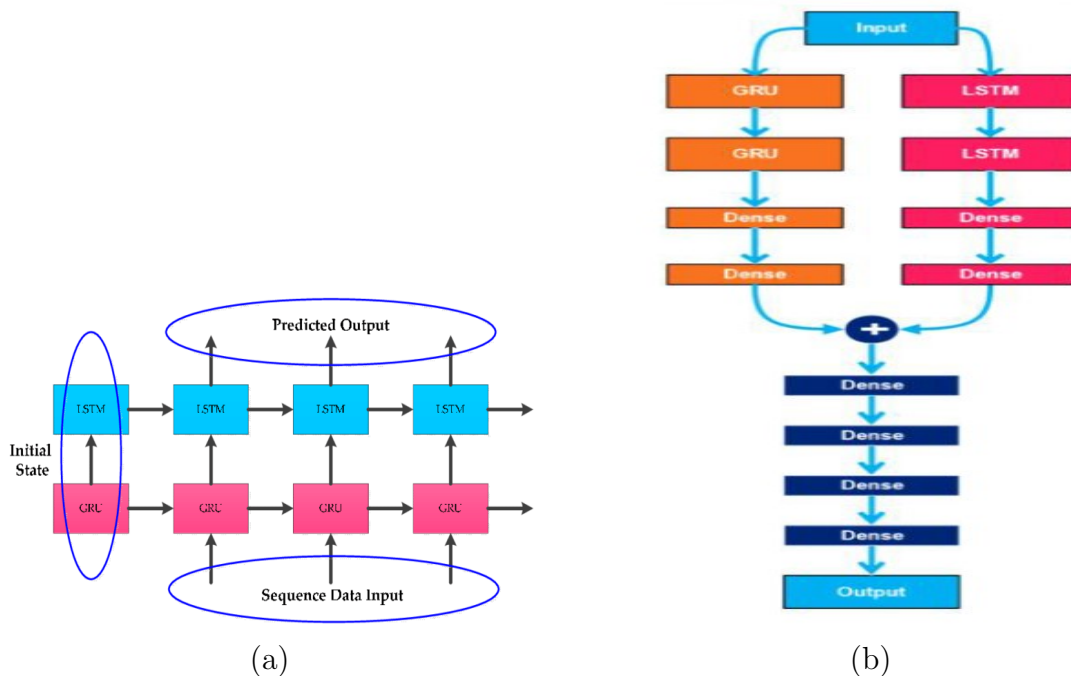 Predicted Output
LSTM
LSTM
LSTM
LSTM
Initial
State
GRU
GRU
GRU
GRU
Sequence Data Input
(a)
Input
GRU
LSTM
GRU
LSTM
Dense
Dense
Dense
Dense
+
Dense
Dense
Dense
Dense
Output
(b)